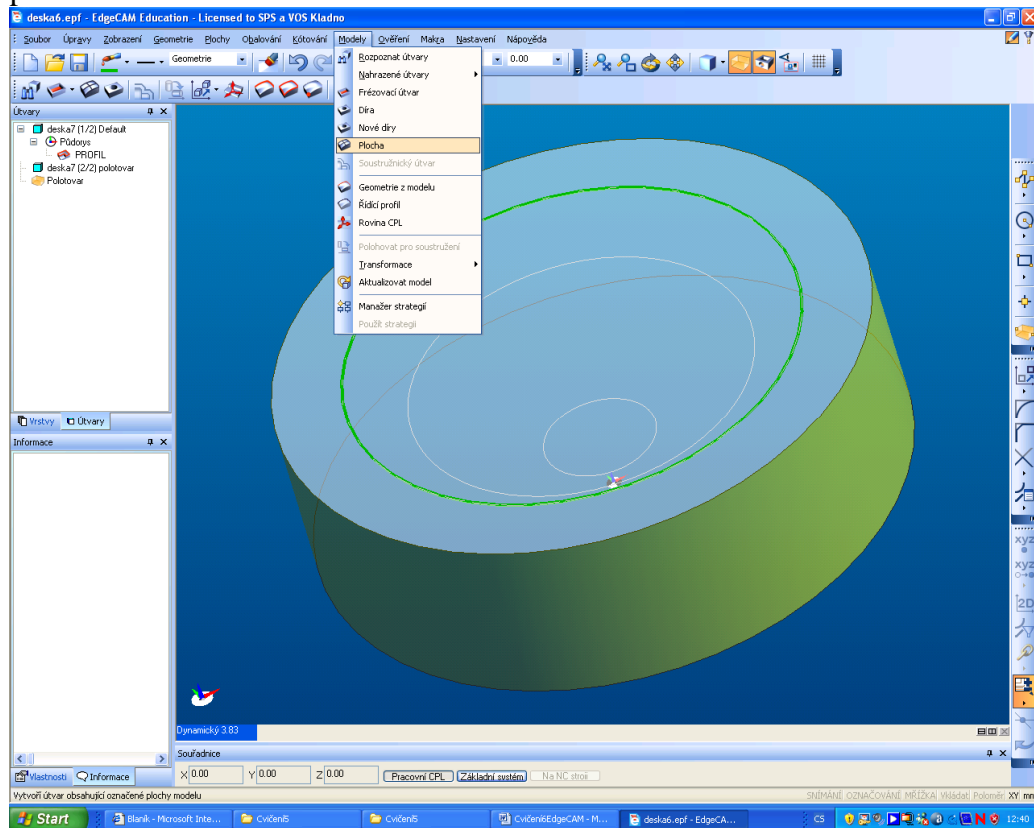 deska6.epf - EdgeCAM Education - Licensed to SPS a VOS Kladno
Soubor Úpravy Zobrazení Geometrie Plochy Obalování Kótování Modely Ověření Makra Nastavení Nápověda
Geometrie
0.00
Rozpoznat útvary
Nahrazené útvary
Frézovací útvar
Díra
Nové díry
Plocha
Soustružnický útvar
Geometrie z modelu
Řídící profil
Rovina CPL
Polohovat pro soustružení
Transformace
Aktualizovat model
Manažer strategií
Použít strategii
Útvary
deska7 (1/2) Default
Půdorys
PROFIL
deska7 (2/2) polotovar
Polotovar
Vrstvy Útvary
Informace
xyz
xyz
2D
Dynamický 3.83
Souřadnice
Vlastnosti Informace
X 0.00 Y 0.00 Z 0.00 Pracovní CPL Základní systém Na NC stroji
Vytvoří útvar obsahující označené plochy modelu
SNÍMÁNÍ OZNAČOVÁNÍ MŘÍŽKA Vkládat Poloměr XY mm
Start Blaník - Microsoft Inte... Cvičení5 Cvičení5 Cvičení6EdgeCAM - M... deska6.epf - EdgeCA... CS 12:40